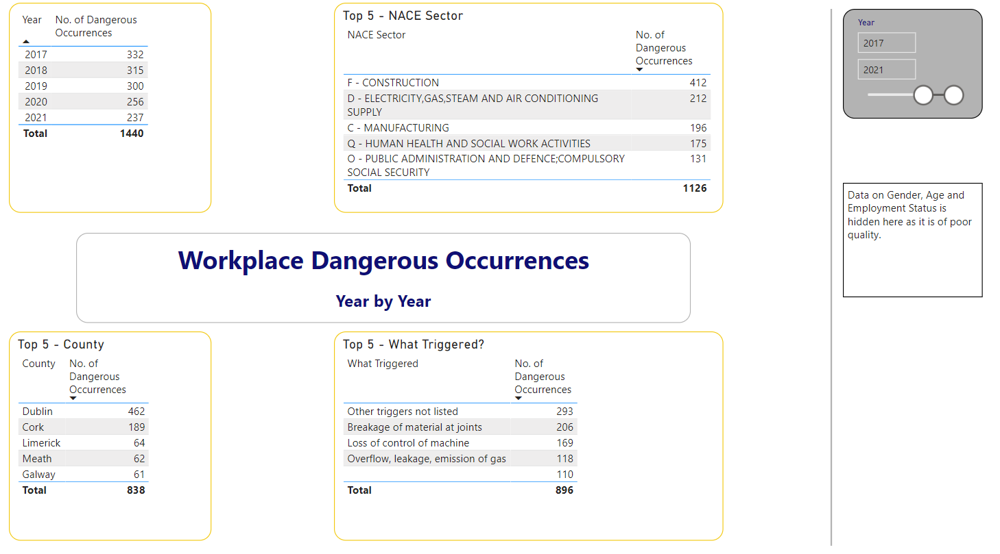 Year No. of Dangerous
Occurrences
2017 332
2018 315
2019 300
2020 256
2021 237
Total 1440
Top 5 - NACE Sector
NACE Sector No. of
Dangerous
Occurrences
F - CONSTRUCTION 412
D - ELECTRICITY,GAS,STEAM AND AIR CONDITIONING 212
SUPPLY
C - MANUFACTURING 196
Q - HUMAN HEALTH AND SOCIAL WORK ACTIVITIES 175
O - PUBLIC ADMINISTRATION AND DEFENCE;COMPULSORY 131
SOCIAL SECURITY
Total 1126
Year
2017
2021
Data on Gender, Age and
Employment Status is
hidden here as it is of poor
quality.
Workplace Dangerous Occurrences
Year by Year
Top 5 - County
County No. of
Dangerous
Occurrences
Dublin 462
Cork 189
Limerick 64
Meath 62
Galway 61
Total 838
Top 5 - What Triggered?
What Triggered No. of
Dangerous
Occurrences
Other triggers not listed 293
Breakage of material at joints 206
Loss of control of machine 169
Overflow, leakage, emission of gas 118
110
Total 896